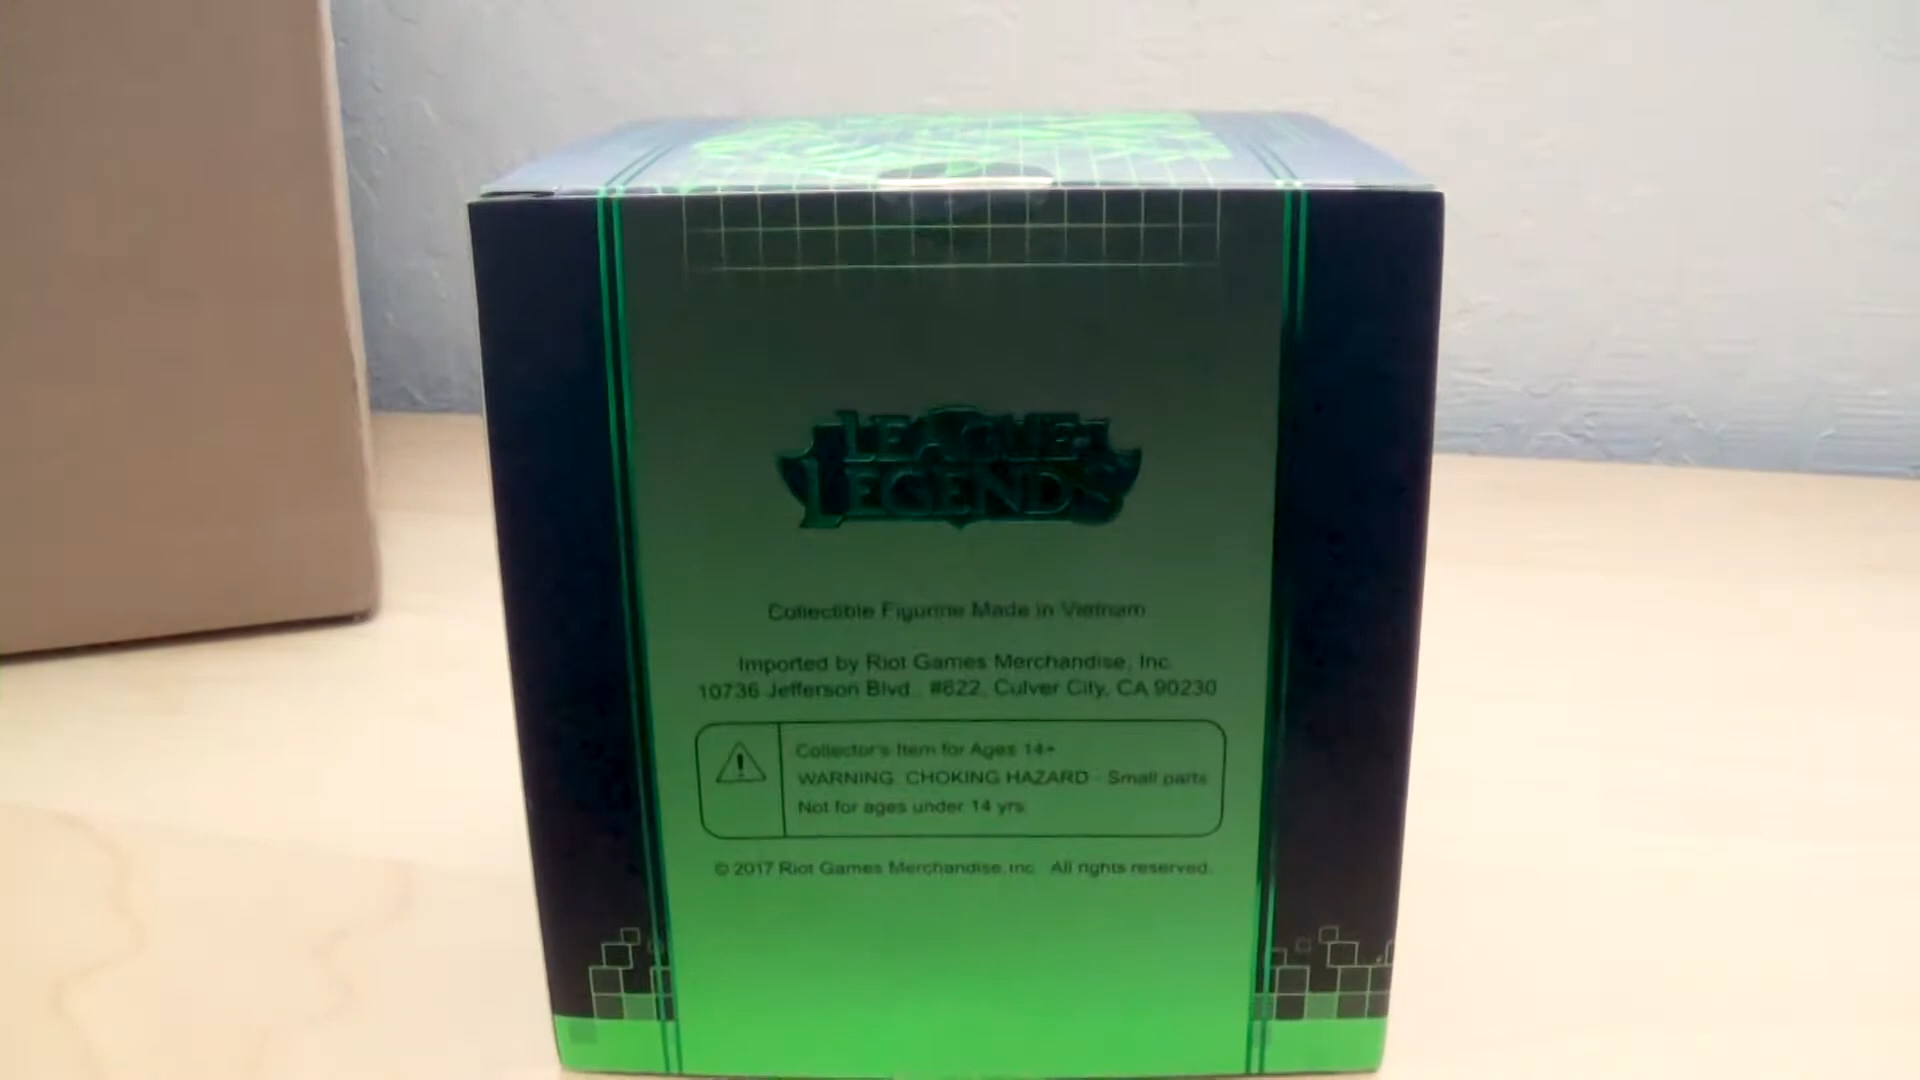 LEAGUE OF
LEGENDS
Collectible Figurine Made in Vietnam
Imported by Riot Games Merchandise, Inc.
10736 Jefferson Blvd., #622, Culver City, CA 90230
Collector's Item for Ages 14+
WARNING: CHOKING HAZARD - Small parts
Not for ages under 14 yrs.
© 2017 Riot Games Merchandise, Inc. All rights reserved.